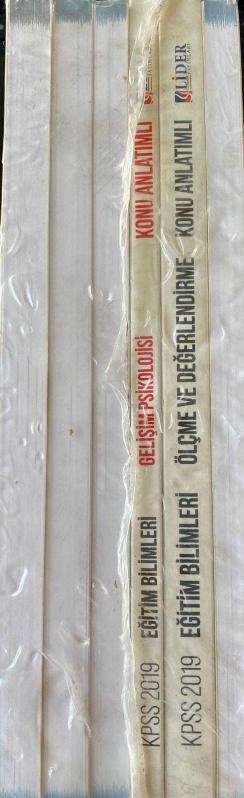 KPSS 2019 EĞİTİM BİLİMLERİ GELİŞİM PSİKOLOJİSİ KONU ANLATIMLI
KPSS 2019 EĞİTİM BİLİMLERİ ÖLÇME VE DEĞERLENDİRME KONU ANLATIMLI LİDER YAYINLARI